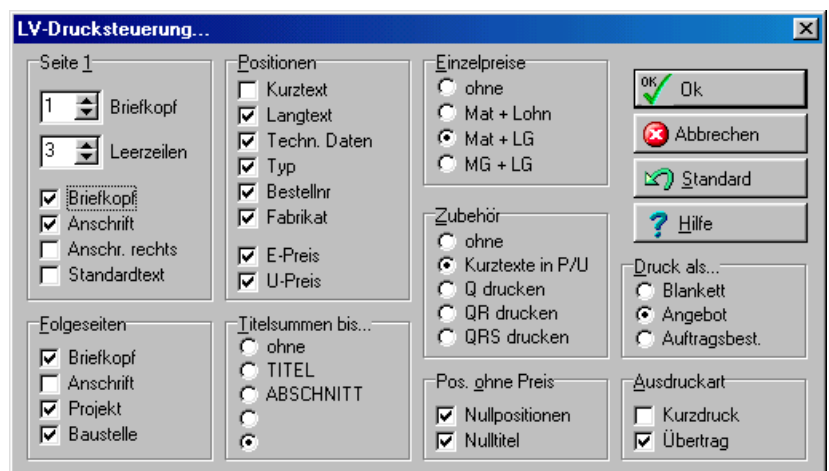 LV-Drucksteuerung...
Seite 1
1 Briefkopf
3 Leerzeilen
Briefkopf
Anschrift
Anschr. rechts
Standardtext
Folgeseiten
Briefkopf
Anschrift
Projekt
Baustelle
Positionen
Kurztext
Langtext
Techn. Daten
Typ
Bestellnr
Fabrikat
E-Preis
U-Preis
Titelsummen bis...
ohne
TITEL
ABSCHNITT
Einzelpreise
ohne
Mat + Lohn
Mat + LG
MG + LG
Zubehör
ohne
Kurztexte in P/U
Q drucken
QR drucken
QRS drucken
Pos. ohne Preis
Nullpositionen
Nulltitel
OK Ok
Abbrechen
Standard
? Hilfe
Druck als...
Blankett
Angebot
Auftragsbest.
Ausdruckart
Kurzdruck
Übertrag